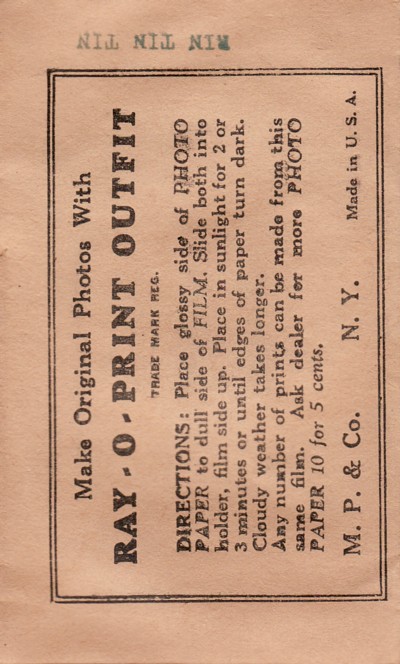 RIN TIN TIN
Make Original Photos With
RAY-O-PRINT OUTFIT
TRADE MARK REG.
DIRECTIONS: Place glossy side of PHOTO
PAPER to dull side of FILM. Slide both into
holder, film side up. Place in sunlight for 2 or
3 minutes or until edges of paper turn dark.
Cloudy weather takes longer.
Any number of prints can be made from this
same film. Ask dealer for more PHOTO
PAPER 10 for 5 cents.
M. P. & Co. N. Y. Made in U. S. A.